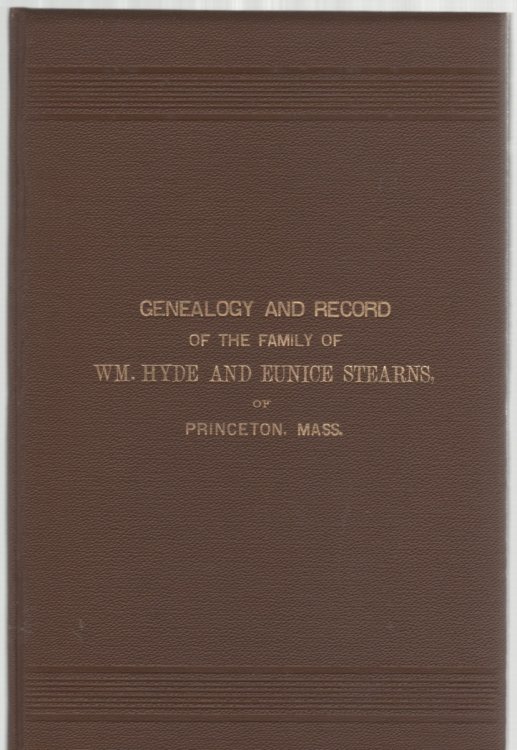 GENEALOGY AND RECORD
OF THE FAMILY OF
WM. HYDE AND EUNICE STEARNS,
OF
PRINCETON. MASS.